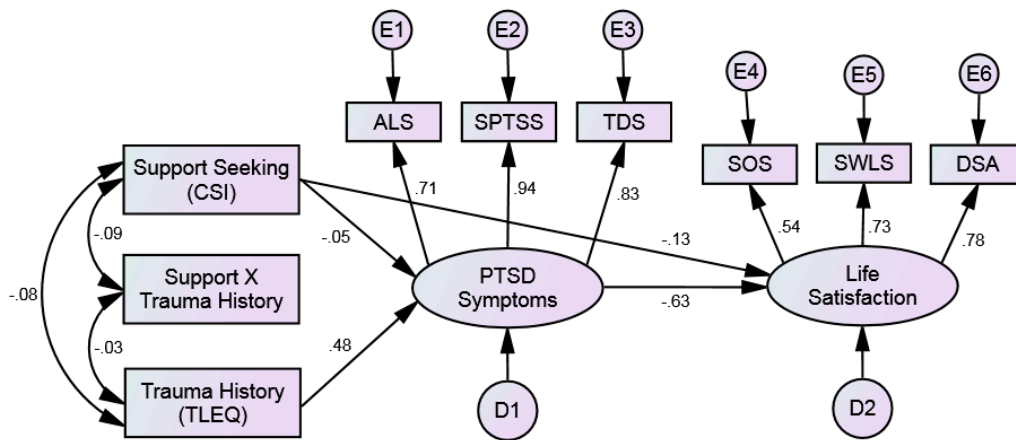 E1
E2
E3
E4
E5
E6
ALS
SPTSS
TDS
SOS
SWLS
DSA
Support Seeking
(CSI)
.71
.94
.83
-.05
-.13
.54
.73
.78
-.09
-.08
Support X
Trauma History
PTSD
Symptoms
-.63
Life
Satisfaction
-.03
.48
Trauma History
(TLEQ)
D1
D2